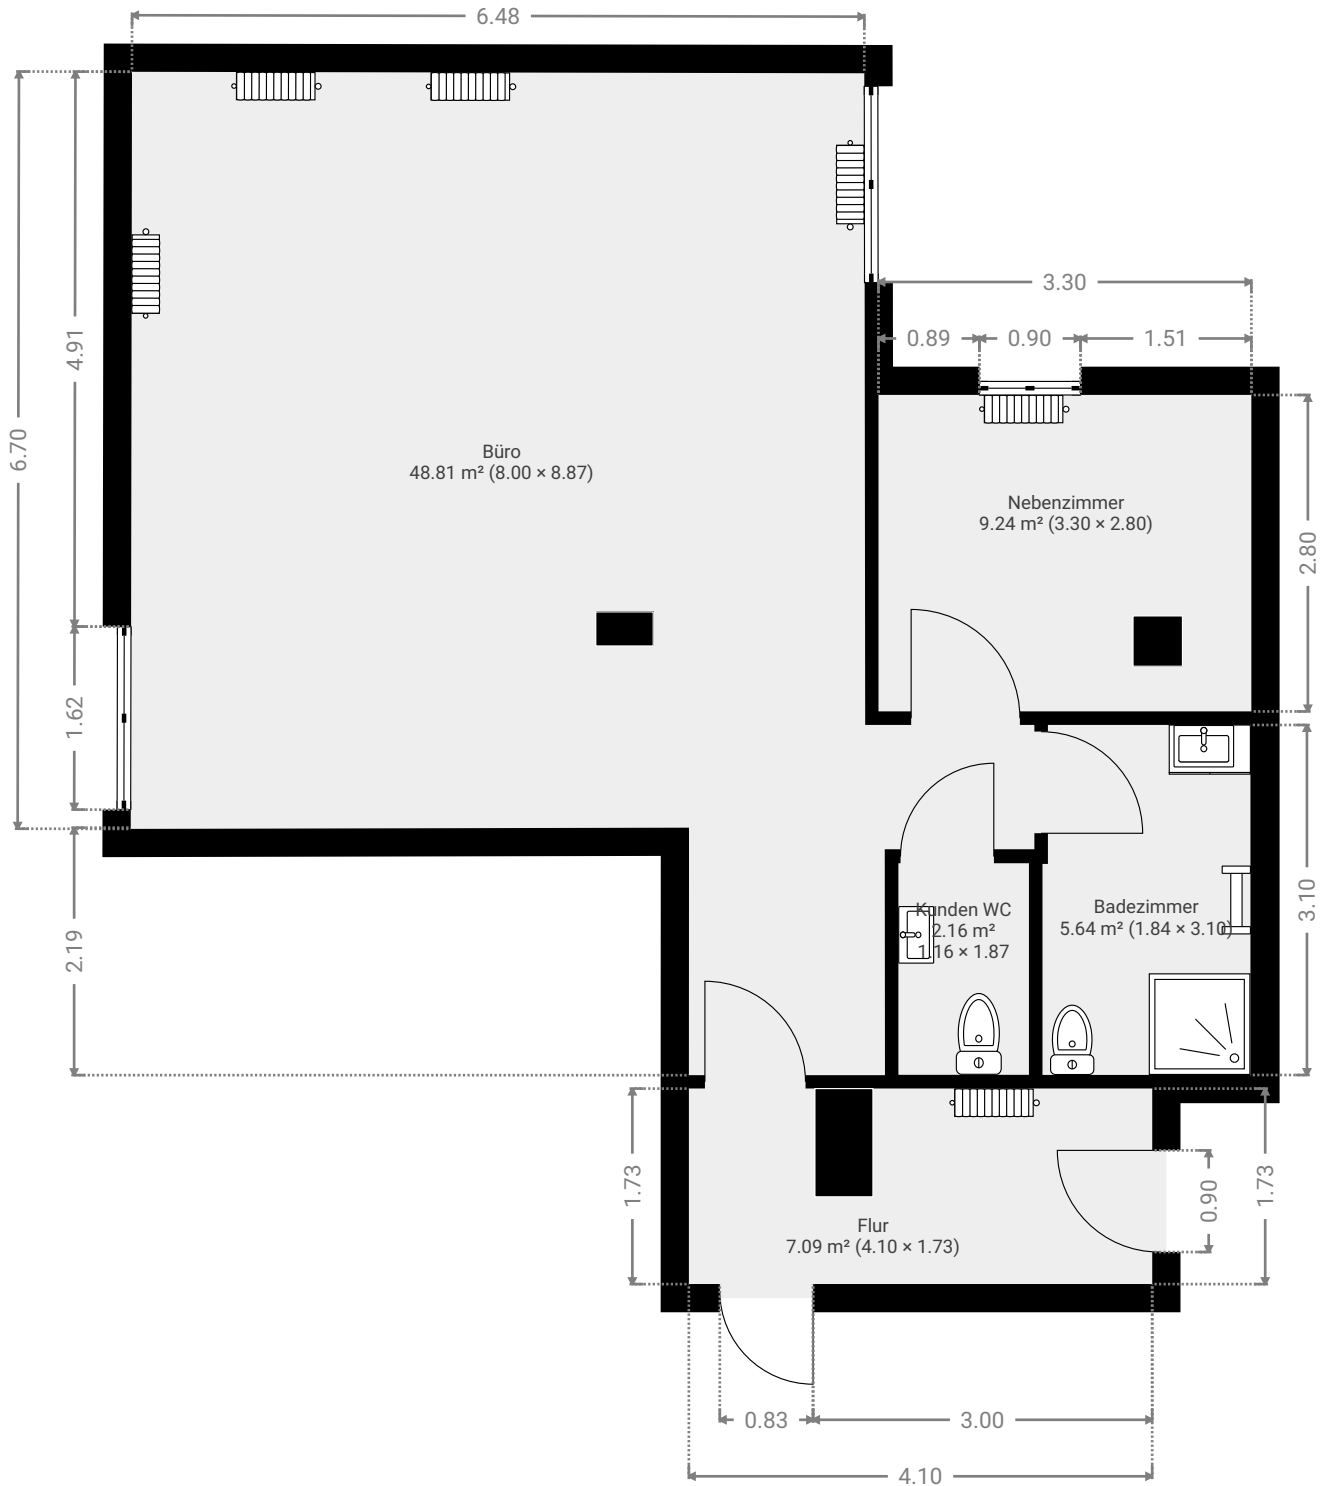 6.48
3.30
0.89
0.90
1.51
4.91
6.70
Büro
48.81 m² (8.00 × 8.87)
Nebenzimmer
9.24 m² (3.30 × 2.80)
2.80
1.62
2.19
Kunden WC
2.16 m²
1.16 × 1.87
Badezimmer
5.64 m² (1.84 × 3.10)
3.10
1.73
Flur
7.09 m² (4.10 × 1.73)
0.90
1.73
0.83
3.00
4.10